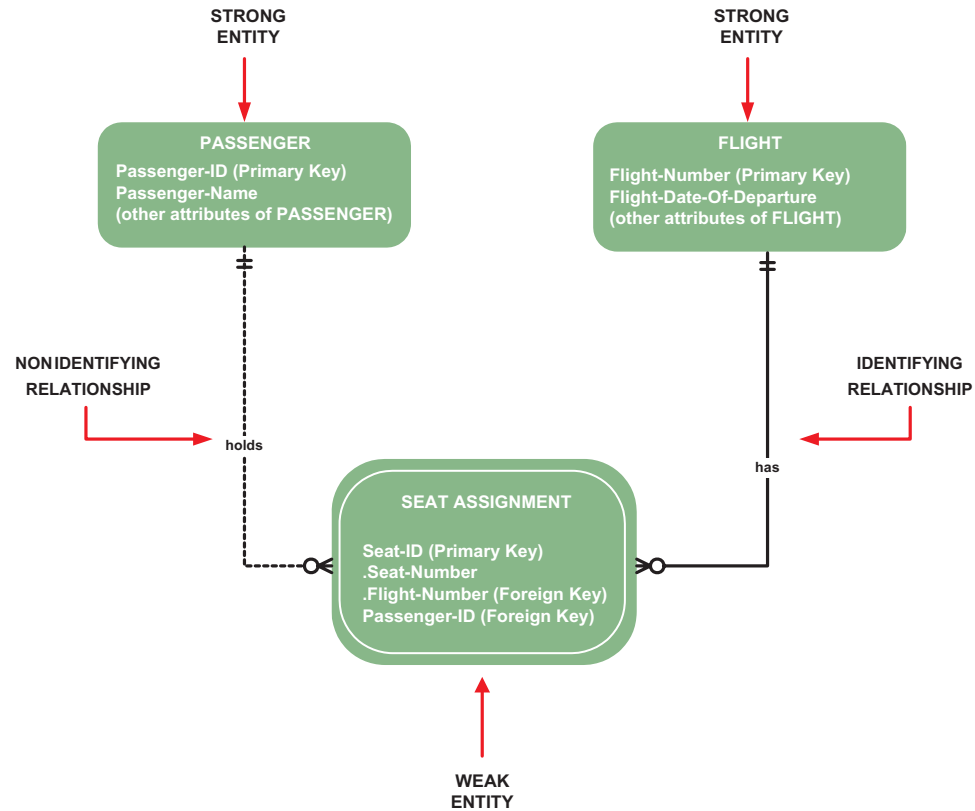 STRONG
ENTITY
STRONG
ENTITY
PASSENGER
Passenger-ID (Primary Key)
Passenger-Name
(other attributes of PASSENGER)
FLIGHT
Flight-Number (Primary Key)
Flight-Date-Of-Departure
(other attributes of FLIGHT)
NONIDENTIFYING
RELATIONSHIP
IDENTIFYING
RELATIONSHIP
holds
has
SEAT ASSIGNMENT
Seat-ID (Primary Key)
.Seat-Number
.Flight-Number (Foreign Key)
Passenger-ID (Foreign Key)
WEAK
ENTITY